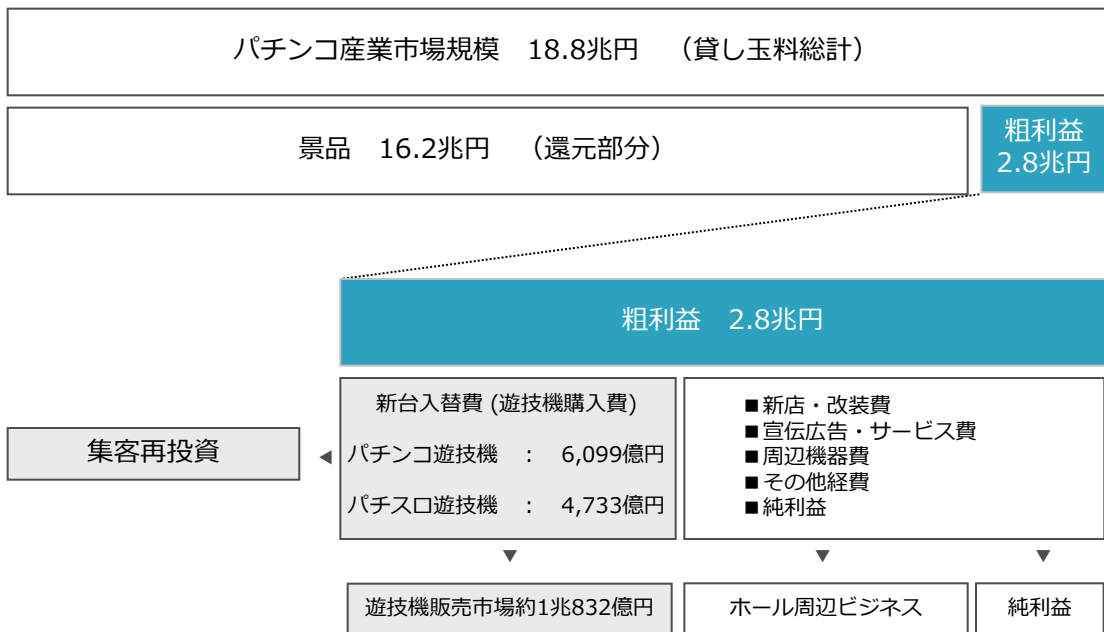 パチンコ産業市場規模　18.8兆円　（貸し玉料総計）
景品　16.2兆円　（還元部分）
粗利益
2.8兆円
粗利益　2.8兆円
新台入替費 (遊技機購入費)
パチンコ遊技機　：　6,099億円
パチスロ遊技機　：　4,733億円
■新店・改装費
■宣伝広告・サービス費
■周辺機器費
■その他経費
■純利益
集客再投資
遊技機販売市場約1兆832億円
ホール周辺ビジネス
純利益